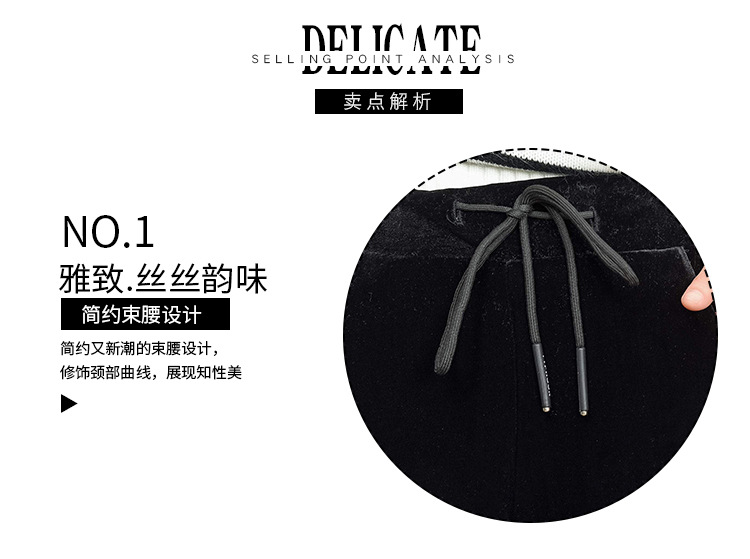 DELICATE
SELLING POINT ANALYSIS
卖点解析
NO.1
雅致.丝丝韵味
简约束腰设计
简约又新潮的束腰设计，
修饰颈部曲线，展现知性美